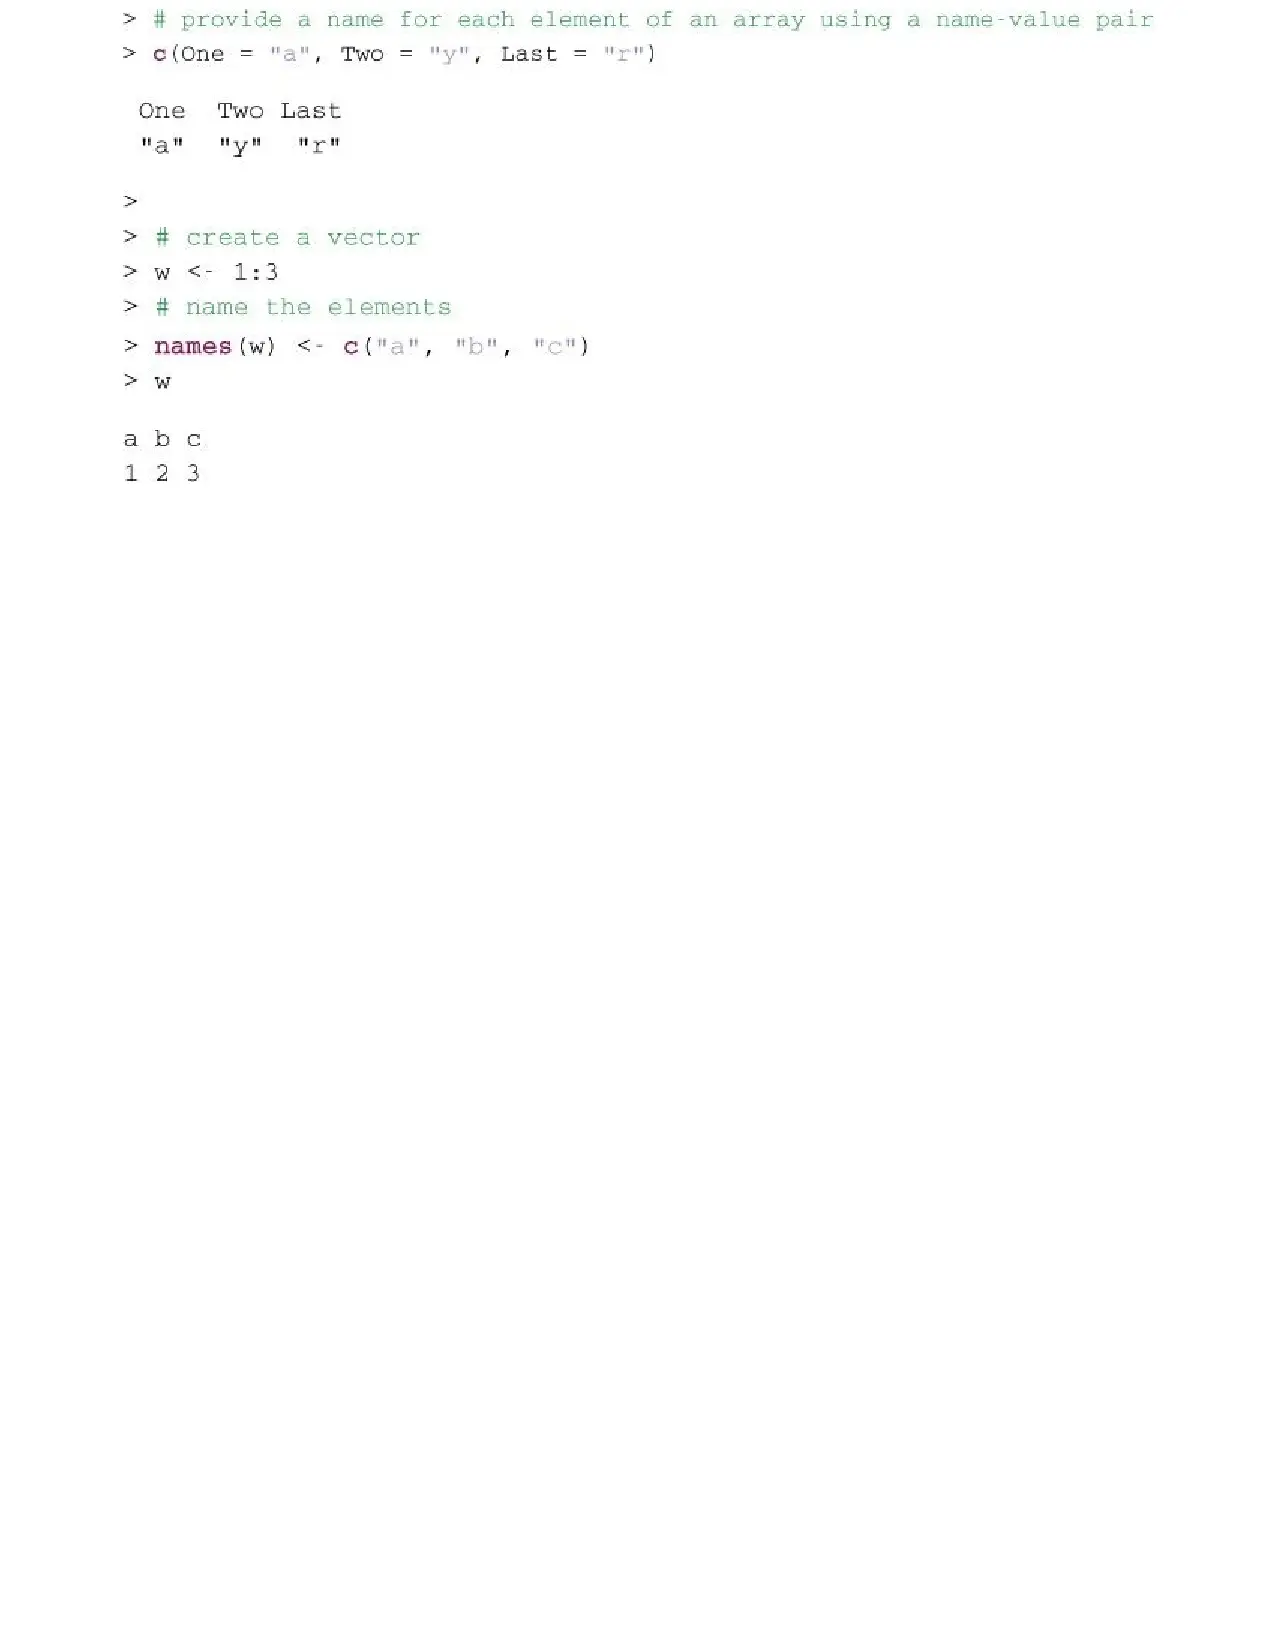 > # provide a name for each element of an array using a name-value pair
> c(One = "a", Two = "y", Last = "r")
One Two Last
"a" "y" "r"
>
> # create a vector
> w <- 1:3
> # name the elements
> names(w) <- c("a", "b", "c")
> w
a b c
1 2 3